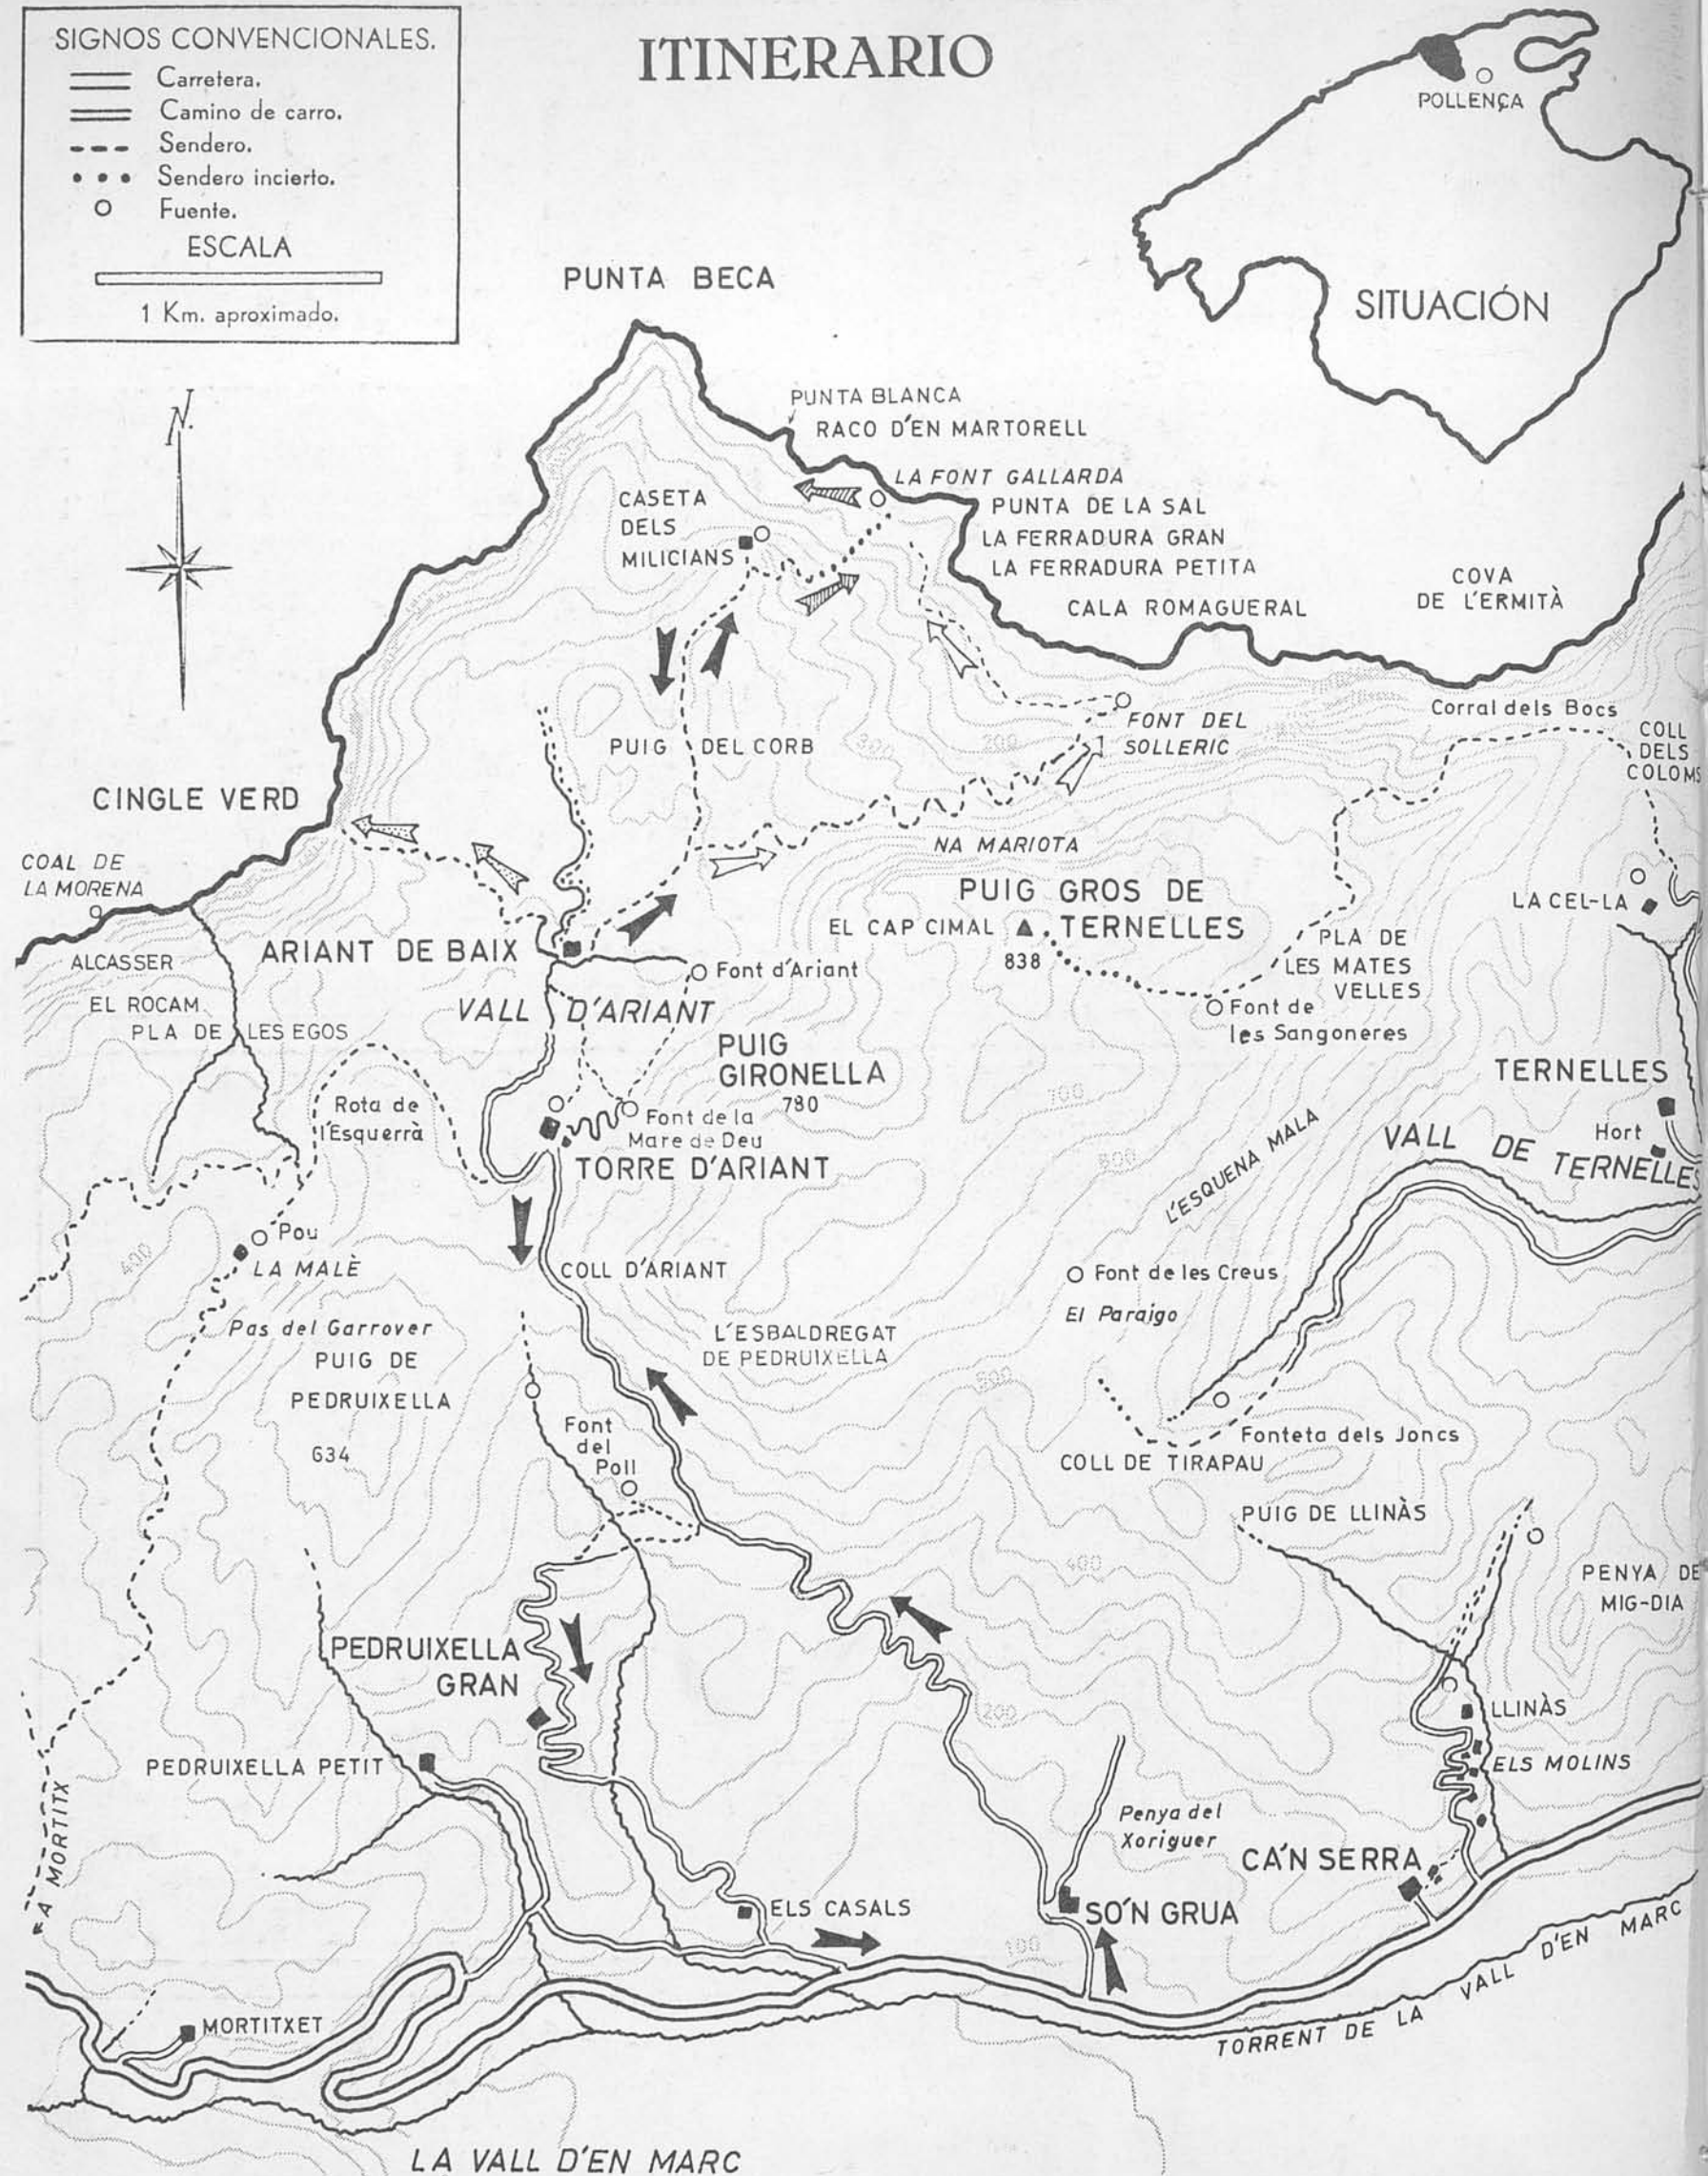 SIGNOS CONVENCIONALES.
Carretera.
Camino de carro.
Sendero.
Sendero incierto.
Fuente.
ESCALA
1 Km. aproximado.
ITINERARIO
POLLENÇA
SITUACIÓN
N.
PUNTA BECA
PUNTA BLANCA
RACO D'EN MARTORELL
LA FONT GALLARDA
PUNTA DE LA SAL
LA FERRADURA GRAN
LA FERRADURA PETITA
CALA ROMAGUERAL
COVA
DE L'ERMITÀ
CASETA
DELS
MILICIANS
Corral dels Bocs
COLL
DELS
COLOMS
FONT DEL
SOLLERIC
PUIG DEL CORB
300
200
CINGLE VERD
COAL DE
LA MORENA
NA MARIOTA
PUIG GROS DE
TERNELLES
EL CAP CIMAL
838
LA CEL-LA
PLA DE
LES MATES
VELLES
ARIANT DE BAIX
ALCASSER
EL ROCAM
PLA DE LES EGOS
Font d'Ariant
VALL D'ARIANT
Font de
les Sangoneres
PUIG
GIRONELLA
780
TERNELLES
Hort
VALL DE TERNELLES
Rota de
l'Esquerrà
Font de la
Mare de Deu
TORRE D'ARIANT
700
600
L'ESQUENA MALA
Pou
LA MALÈ
400
COLL D'ARIANT
Font de les Creus
El Paraigo
Pas del Garrover
PUIG DE
PEDRUIXELLA
634
L'ESBALDREGAT
DE PEDRUIXELLA
500
Font
del
Poll
Fonteta dels Joncs
COLL DE TIRAPAU
PUIG DE LLINÀS
400
PENYA DE
MIG-DIA
PEDRUIXELLA
GRAN
200
LLINÀS
ELS MOLINS
PEDRUIXELLA PETIT
A MORTITX
Penya del
Xoriguer
CA'N SERRA
ELS CASALS
SO'N GRUA
100
MORTITXET
TORRENT DE LA VALL D'EN MARC
LA VALL D'EN MARC